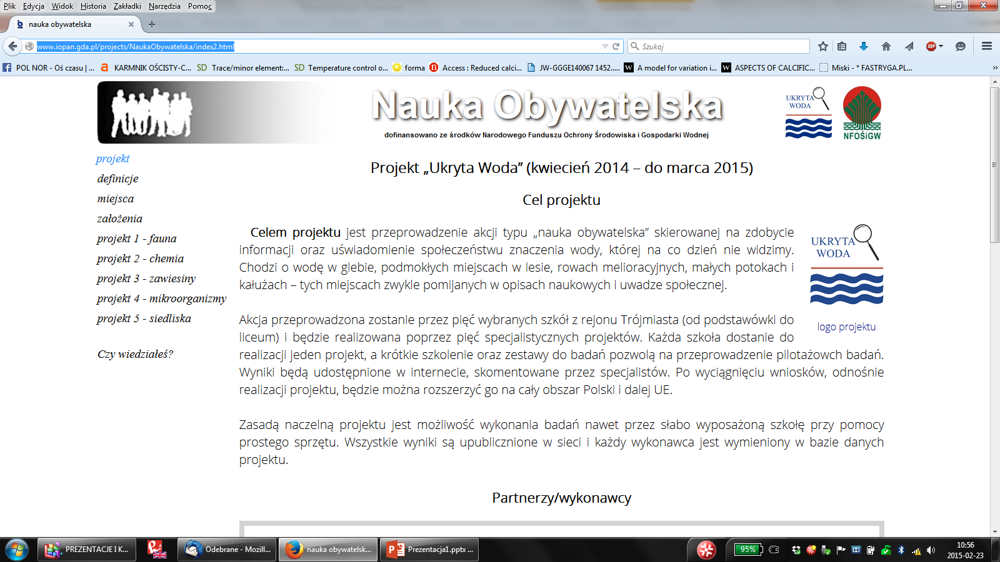 Plik Edycja Widok Historia Zakładki Narzędzia Pomoc
nauka obywatelska
www.iopan.gda.pl/projects/NaukaObywatelska/index2.html
Szukaj
ABP
POL NOR - Oś czasu | ... KARMNIK OŚCISTY-C... SD Trace/minor element:... SD Temperature control o... forma Access : Reduced calci... JW-GGGE140067 1452..... W A model for variation i... W ASPECTS OF CALCIFIC... Miski - * FASTRYGA.PL... »
Nauka Obywatelska
dofinansowano ze środków Narodowego Funduszu Ochrony Środowiska i Gospodarki Wodnej
UKRYTA
WODA
NFOŚiGW
projekt
definicje
miejsca
założenia
projekt 1 - fauna
projekt 2 - chemia
projekt 3 - zawiesiny
projekt 4 - mikroorganizmy
projekt 5 - siedliska
Czy wiedziałeś?
Projekt „Ukryta Woda” (kwiecień 2014 – do marca 2015)
Cel projektu
Celem projektu jest przeprowadzenie akcji typu „nauka obywatelska” skierowanej na zdobycie
informacji oraz uświadomienie społeczeństwu znaczenia wody, której na co dzień nie widzimy.
Chodzi o wodę w glebie, podmokłych miejscach w lesie, rowach melioracyjnych, małych potokach i
kałużach – tych miejscach zwykle pomijanych w opisach naukowych i uwadze społecznej.
UKRYTA
WODA
logo projektu
Akcja przeprowadzona zostanie przez pięć wybranych szkół z rejonu Trójmiasta (od podstawówki do
liceum) i będzie realizowana poprzez pięć specjalistycznych projektów. Każda szkoła dostanie do
realizacji jeden projekt, a krótkie szkolenie oraz zestawy do badań pozwolą na przeprowadzenie pilotażowch badań.
Wyniki będą udostępnione w internecie, skomentowane przez specjalistów. Po wyciągnięciu wniosków, odnośnie
realizacji projektu, będzie można rozszerzyć go na cały obszar Polski i dalej UE.
Zasadą naczelną projektu jest możliwość wykonania badań nawet przez słabo wyposażoną szkołę przy pomocy
prostego sprzętu. Wszystkie wyniki są upublicznione w sieci i każdy wykonawca jest wymieniony w bazie danych
projektu.
Partnerzy/wykonawcy
PREZENTACJE I K... Odebrane - Mozill... nauka obywatelsk... Prezentacja1.pptx ... 95% 10:56
2015-02-23